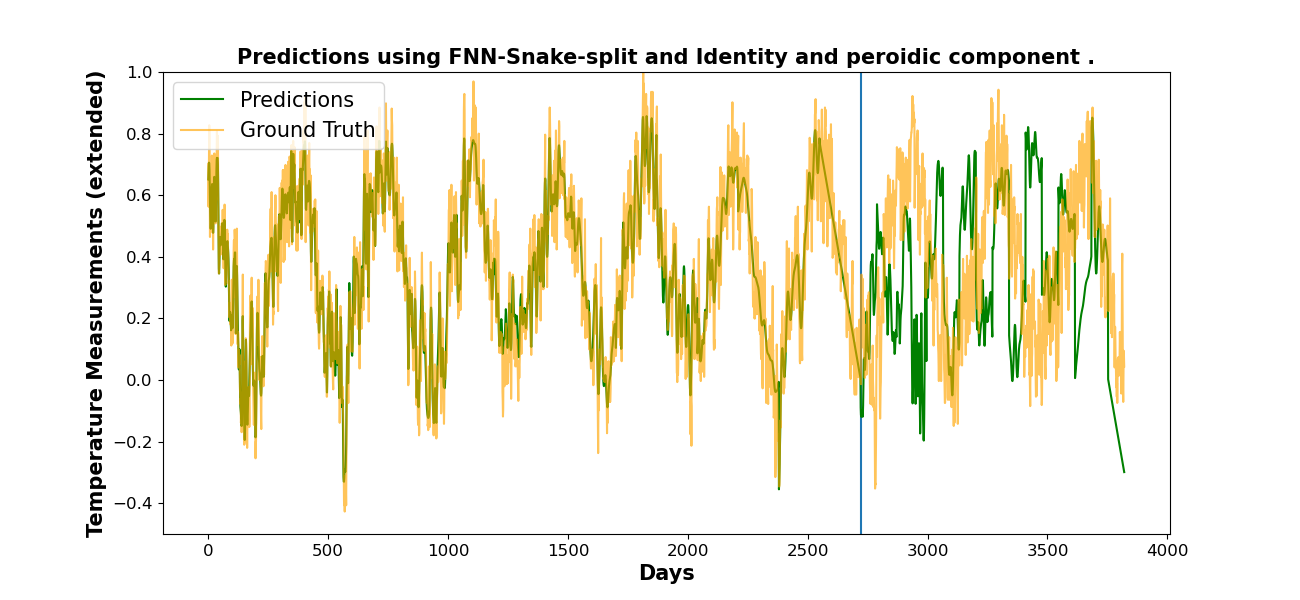 Predictions using FNN-Snake-split and Identity and peroidic component .
Temperature Measurements (extended)
1.0
0.8
0.6
0.4
0.2
0.0
−0.2
−0.4
Predictions
Ground Truth
0 500 1000 1500 2000 2500 3000 3500 4000
Days